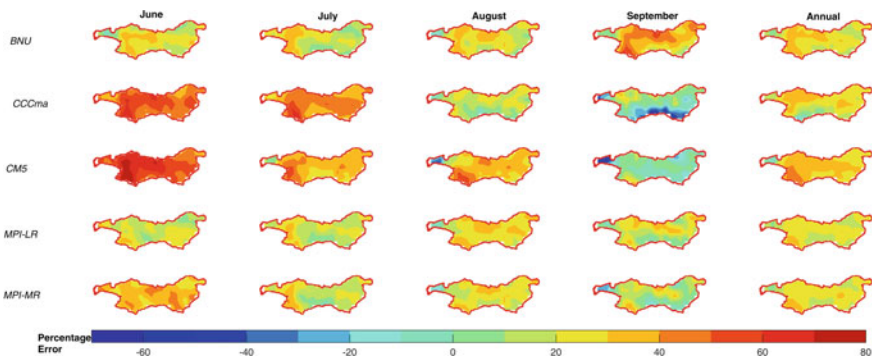 June July August September Annual
BNU
CCCma
CM5
MPI-LR
MPI-MR
Percentage
Error
-60 -40 -20 0 20 40 60 80